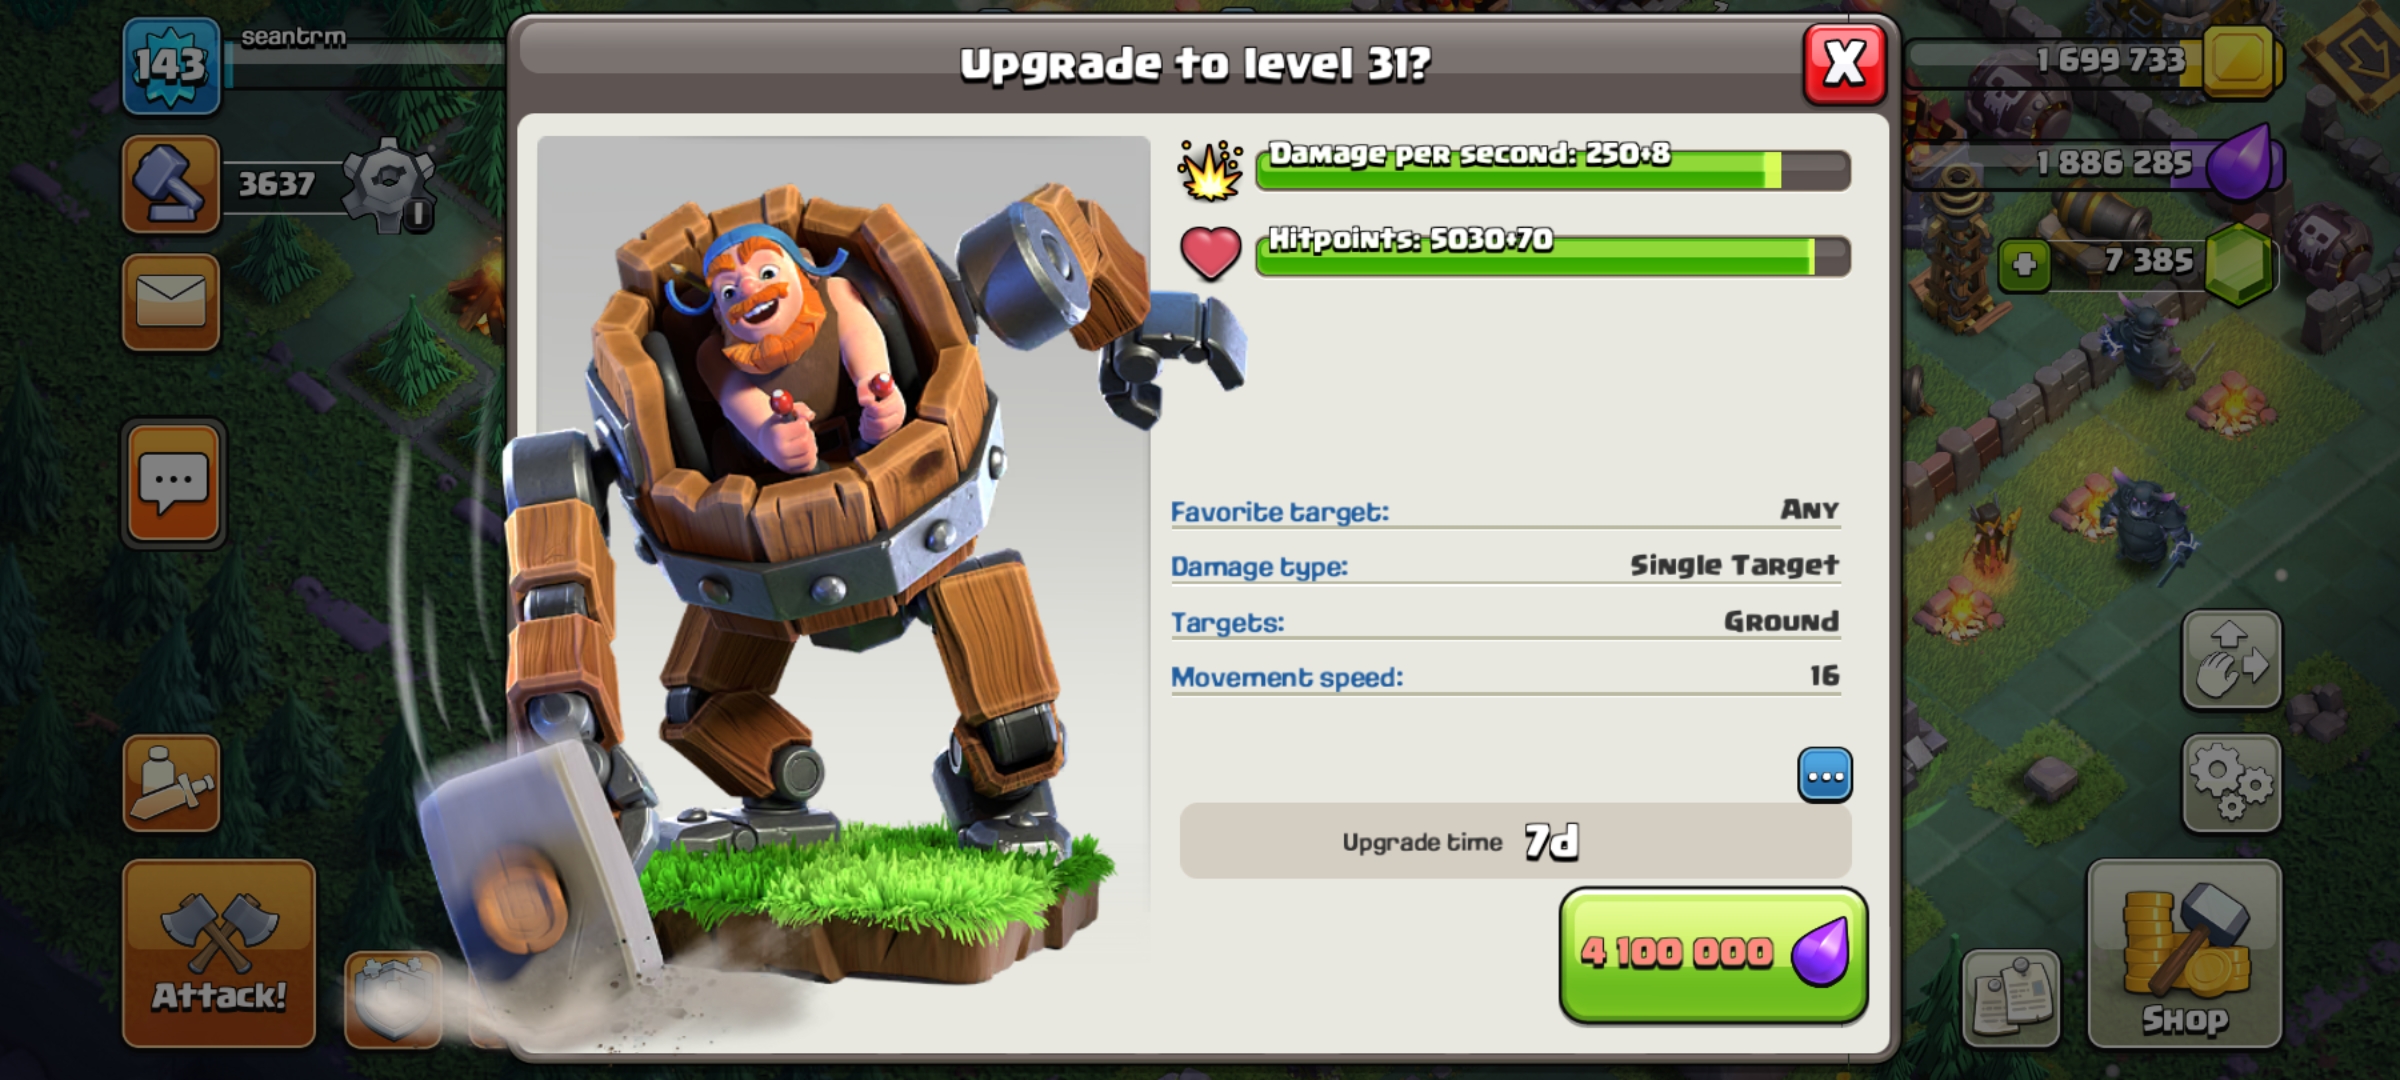 143
seantrm
3637
Upgrade to level 31?
X
1 699 733
1 886 285
7 385
Damage per second: 250+8
Hitpoints: 5030+70
Favorite target: Any
Damage type: Single Target
Targets: Ground
Movement speed: 16
Upgrade time 7d
4 100 000
Attack!
Shop